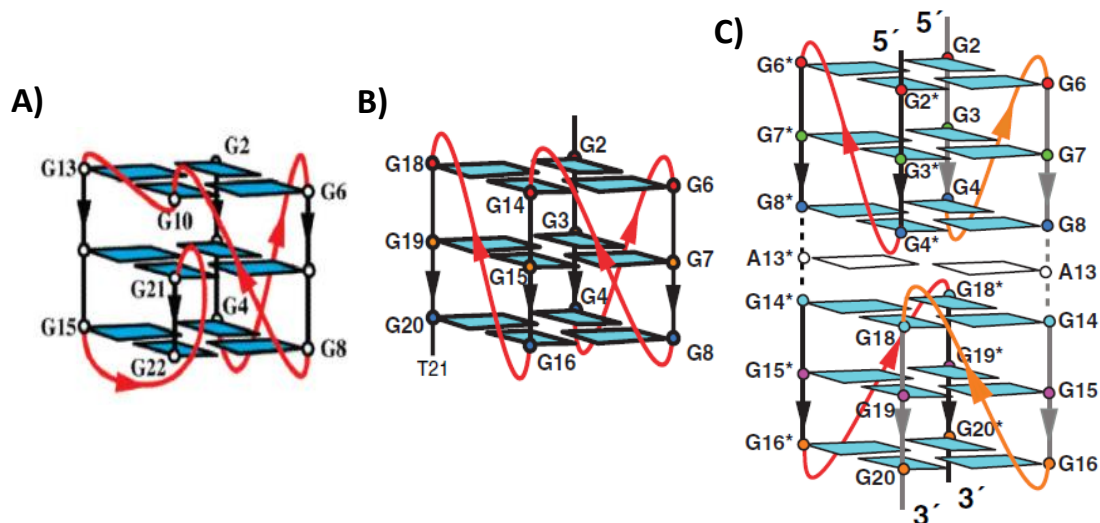 A)
G13
G2
G6
G10
G21
G4
G15
G22
G8
B)
G18
G2
G14
G6
G19
G3
G15
G7
G4
G20
G16
G8
T21
C)
5´
5´
G6*
G2
G2*
G6
G7*
G3
G3*
G7
G8*
G4
G4*
G8
A13*
A13
G14*
G18*
G18
G14
G15*
G19*
G19
G15
G16*
G20*
G20
G16
3´
3´